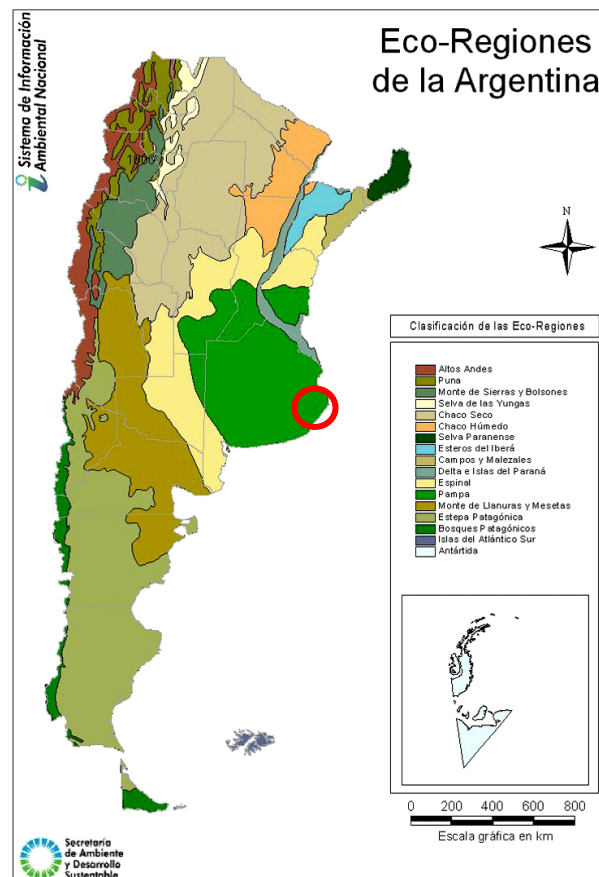 Sistema de Información
Ambiental Nacional
Eco-Regiones
de la Argentina
N
Clasificación de las Eco-Regiones
Altos Andes
Puna
Monte de Sierras y Bolsones
Selva de las Yungas
Chaco Seco
Chaco Húmedo
Selva Paranense
Esteros del Iberá
Campos y Malezales
Delta e Islas del Paraná
Espinal
Pampa
Monte de Llanuras y Mesetas
Estepa Patagónica
Bosques Patagónicos
Islas del Atlántico Sur
Antártida
0 200 400 600 800
Escala gráfica en km
Secretaría
de Ambiente
y Desarrollo
Sustentable